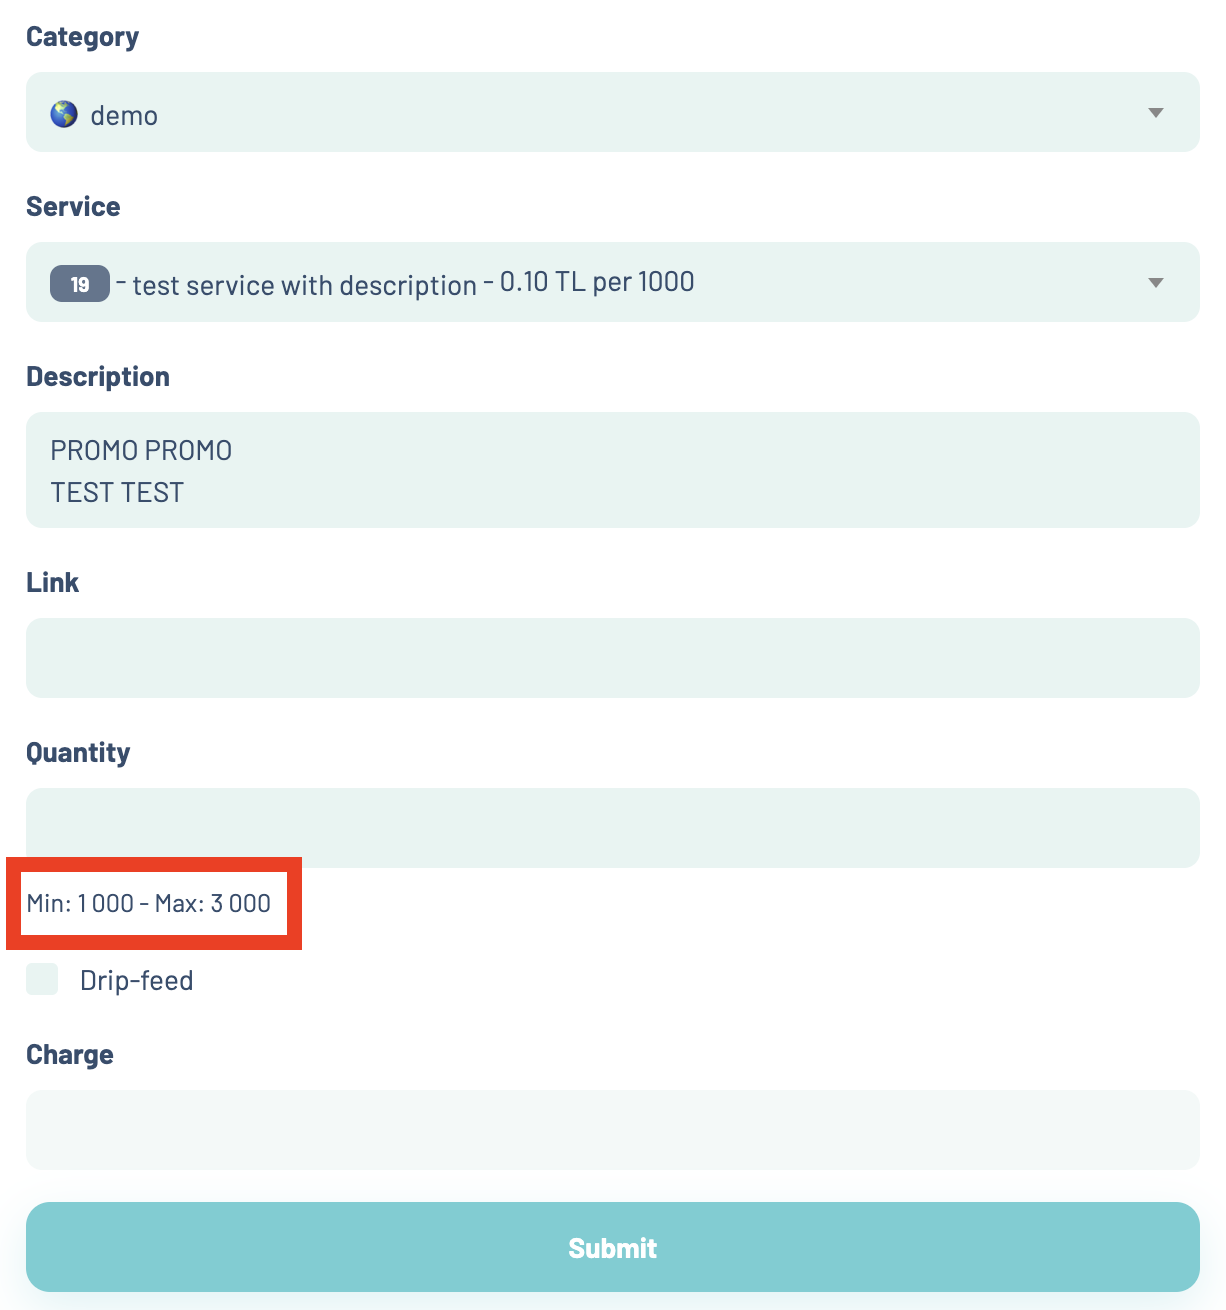 Category
demo
Service
19 - test service with description - 0.10 TL per 1000
Description
PROMO PROMO
TEST TEST
Link
Quantity
Min: 1 000 - Max: 3 000
Drip-feed
Charge
Submit